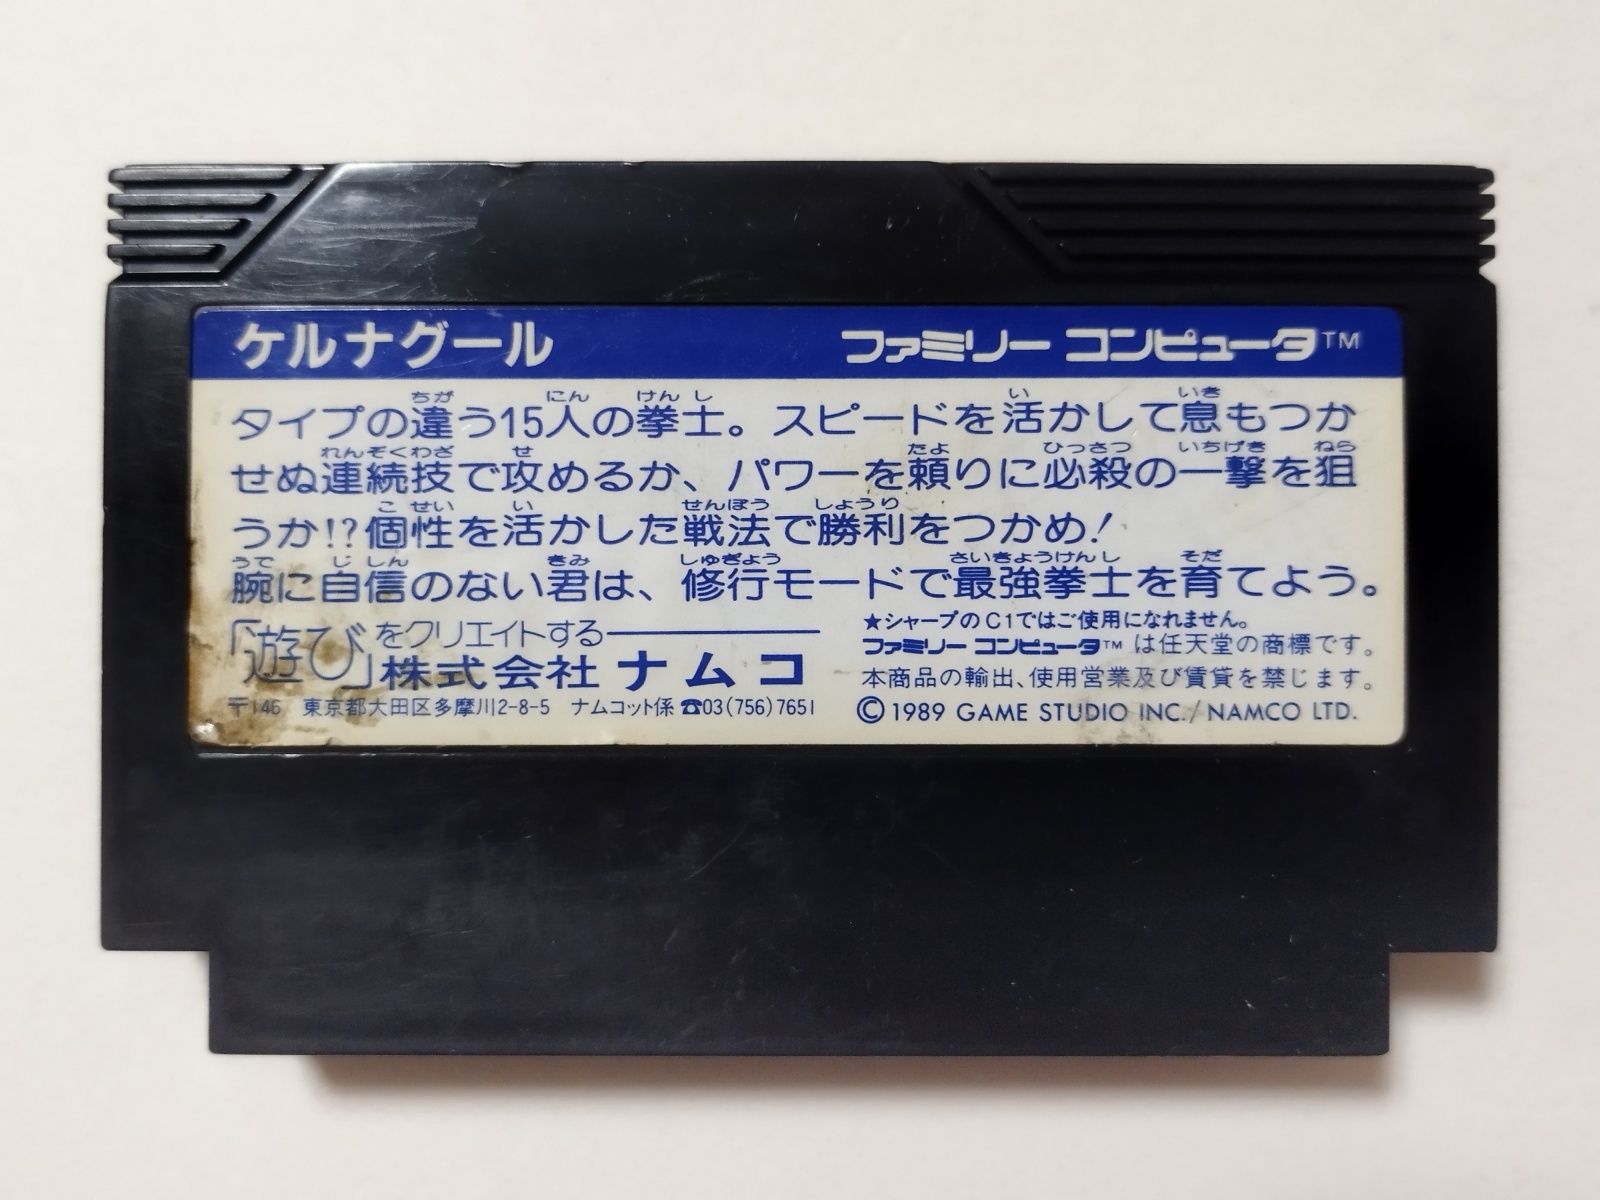 ケルナグール
ファミリー コンピュータ™
タイプの違う15人の拳士。スピードを活かして息もつか
せぬ連続技で攻めるか、パワーを頼りに必殺の一撃を狙
うか!?個性を活かした戦法で勝利をつかめ!
腕に自信のない君は、修行モードで最強拳士を育てよう。
「遊び」をクリエイトする
株式会社ナムコ
〒146 東京都大田区多摩川2-8-5 ナムコット係 ☎03(756)7651
★シャープのC1ではご使用になれません。
ファミリー コンピュータ™は任天堂の商標です。
本商品の輸出、使用営業及び賃貸を禁じます。
©1989 GAME STUDIO INC./NAMCO LTD.